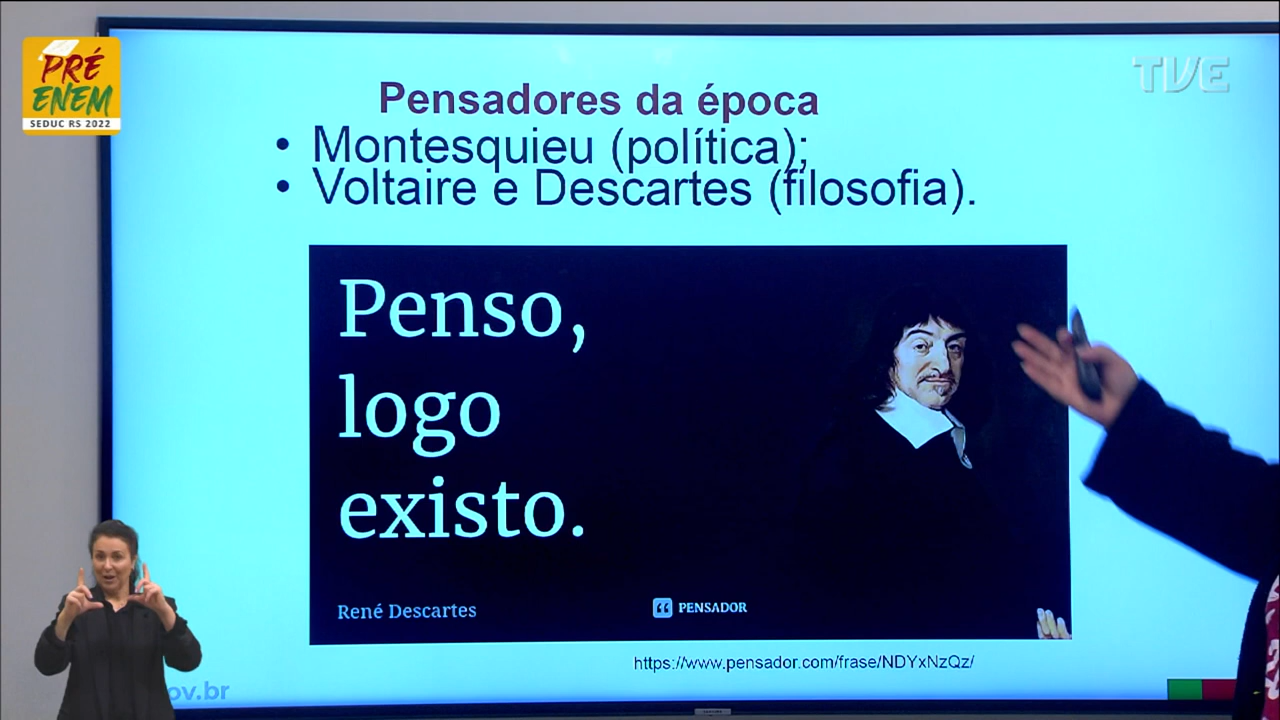 PRÉ
ENEM
SEDUC RS 2022
TVE
Pensadores da época
• Montesquieu (política);
• Voltaire e Descartes (filosofia).
Penso,
logo
existo.
René Descartes
PENSADOR
https://www.pensador.com/frase/NDYxNzQz/
ov.br